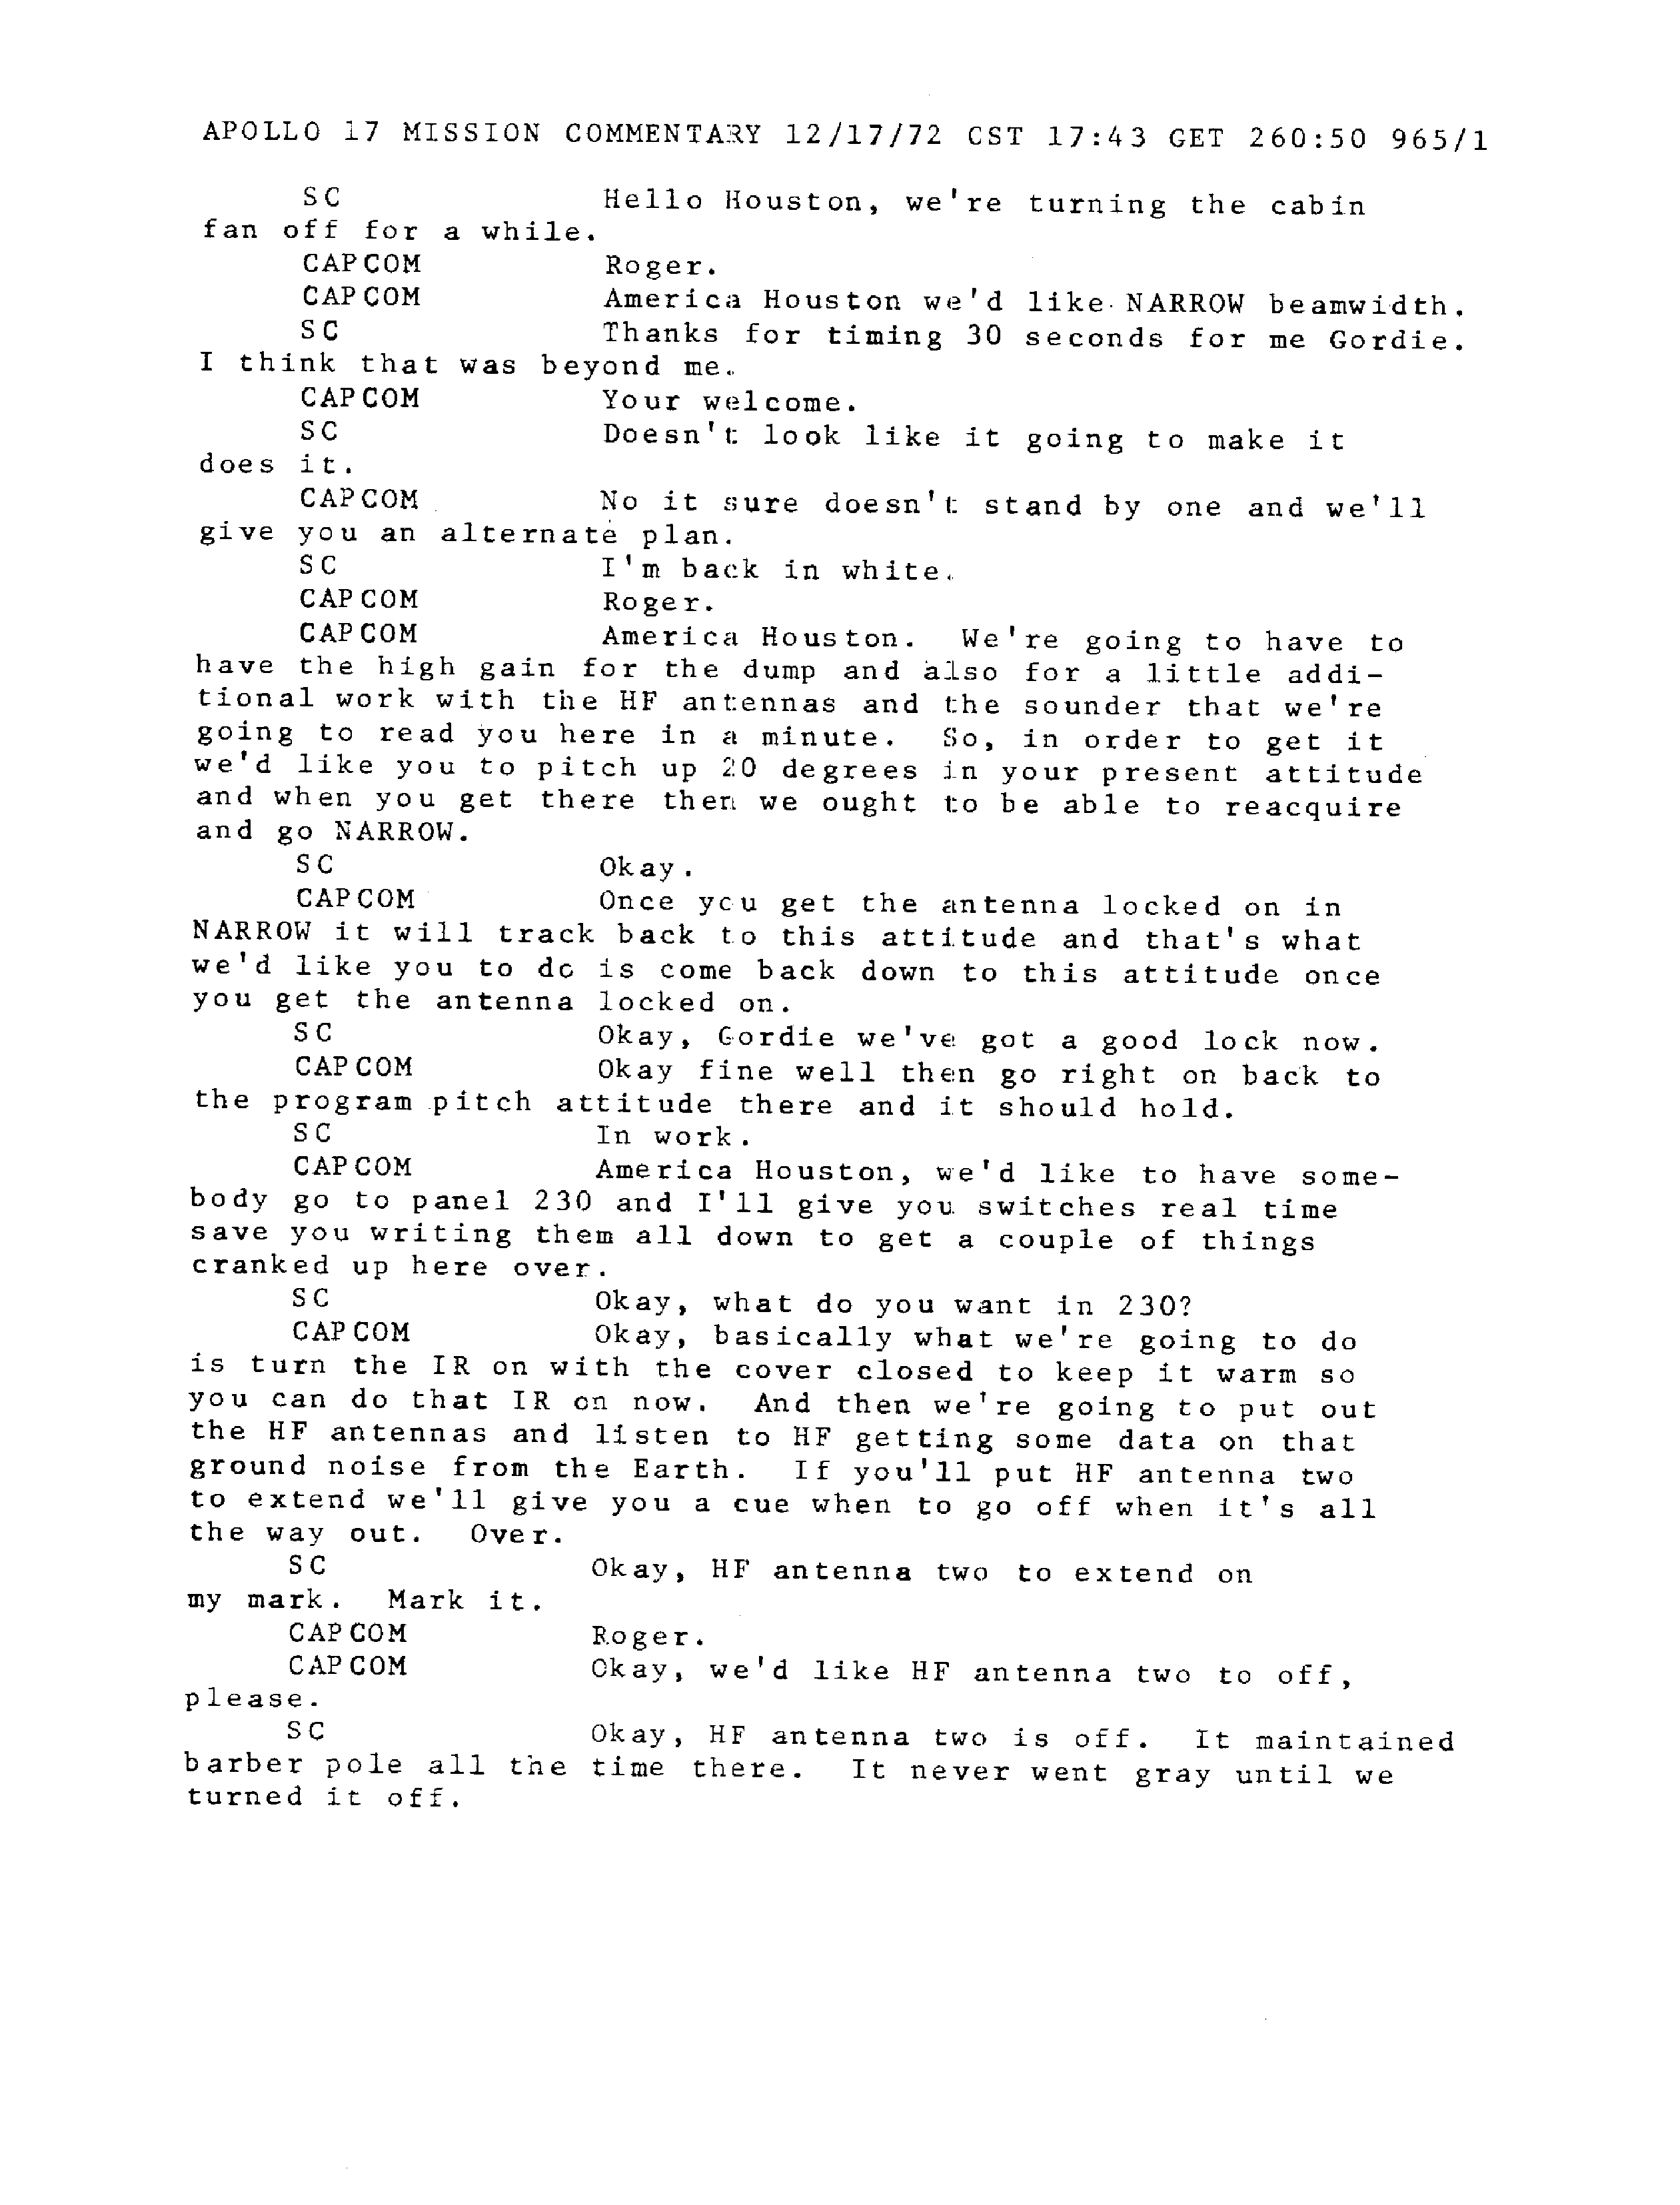 APOLLO 17 MISSION COMMENTARY 12/17/72 CST 17:43 GET 260:50 965/1
SC Hello Houston, we're turning the cabin
fan off for a while.
CAPCOM Roger.
CAPCOM America Houston we'd like NARROW beamwidth.
SC Thanks for timing 30 seconds for me Gordie.
I think that was beyond me.
CAPCOM Your welcome.
SC Doesn't look like it going to make it
does it.
CAPCOM No it sure doesn't stand by one and we'll
give you an alternate plan.
SC I'm back in white.
CAPCOM Roger.
CAPCOM America Houston. We're going to have to
have the high gain for the dump and also for a little addi-
tional work with the HF antennas and the sounder that we're
going to read you here in a minute. So, in order to get it
we'd like you to pitch up 20 degrees in your present attitude
and when you get there then we ought to be able to reacquire
and go NARROW.
SC Okay.
CAPCOM Once you get the antenna locked on in
NARROW it will track back to this attitude and that's what
we'd like you to do is come back down to this attitude once
you get the antenna locked on.
SC Okay, Gordie we've got a good lock now.
CAPCOM Okay fine well then go right on back to
the program pitch attitude there and it should hold.
SC In work.
CAPCOM America Houston, we'd like to have some-
body go to panel 230 and I'll give you switches real time
save you writing them all down to get a couple of things
cranked up here over.
SC Okay, what do you want in 230?
CAPCOM Okay, basically what we're going to do
is turn the IR on with the cover closed to keep it warm so
you can do that IR on now. And then we're going to put out
the HF antennas and listen to HF getting some data on that
ground noise from the Earth. If you'll put HF antenna two
to extend we'll give you a cue when to go off when it's all
the way out. Over.
SC Okay, HF antenna two to extend on
my mark. Mark it.
CAPCOM Roger.
CAPCOM Okay, we'd like HF antenna two to off,
please.
SC Okay, HF antenna two is off. It maintained
barber pole all the time there. It never went gray until we
turned it off.